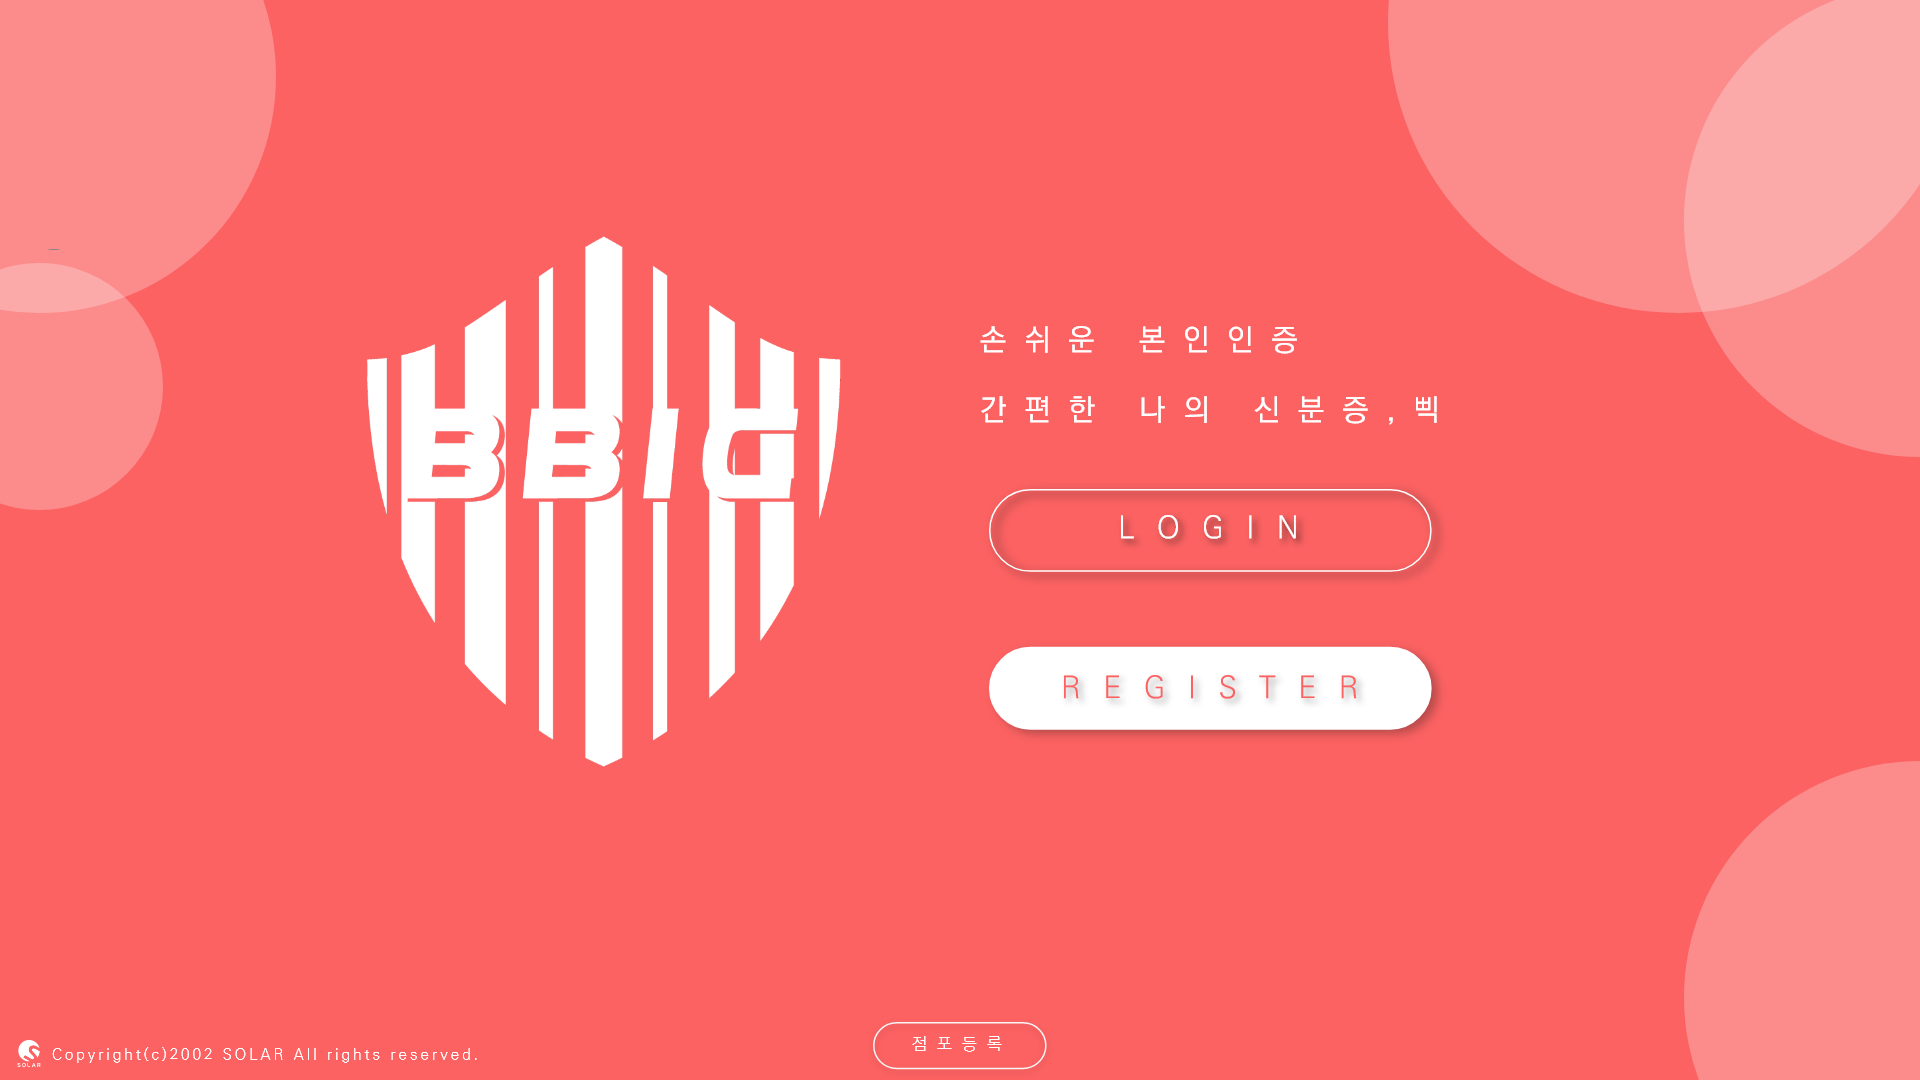 BBIG
손쉬운 본인인증
간편한 나의 신분증,삑
LOGIN
REGISTER
점포등록
SOLAR
Copyright(c)2002 SOLAR All rights reserved.